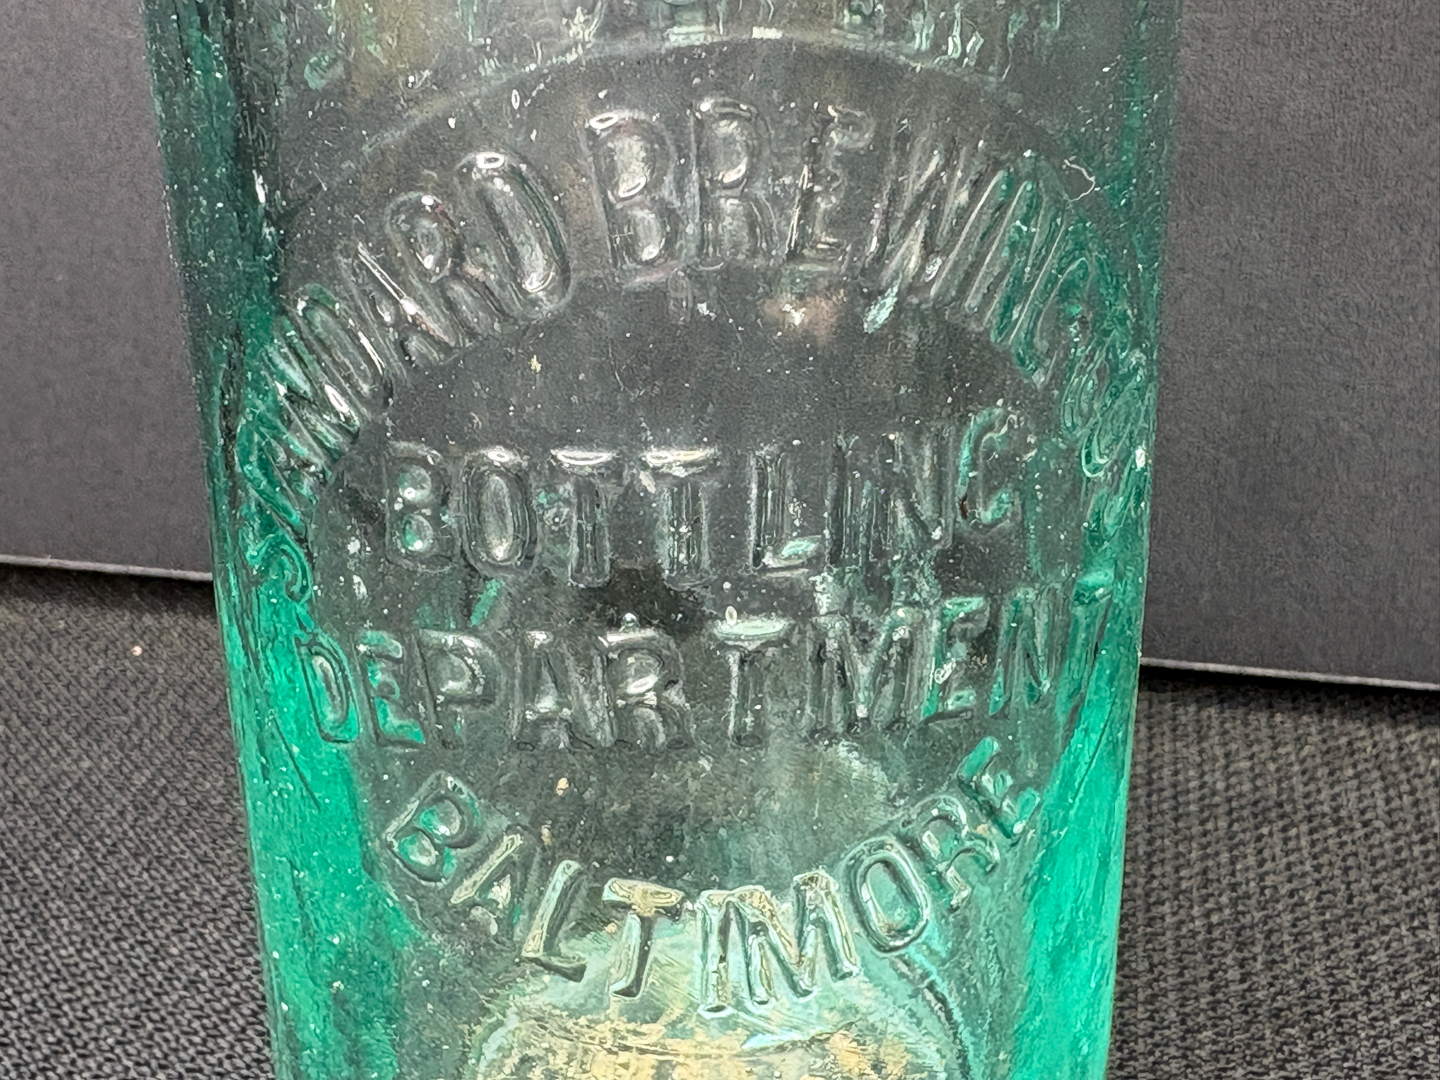 STANDARD BREWING CO'S
BOTTLING
DEPARTMENT
BALTIMORE